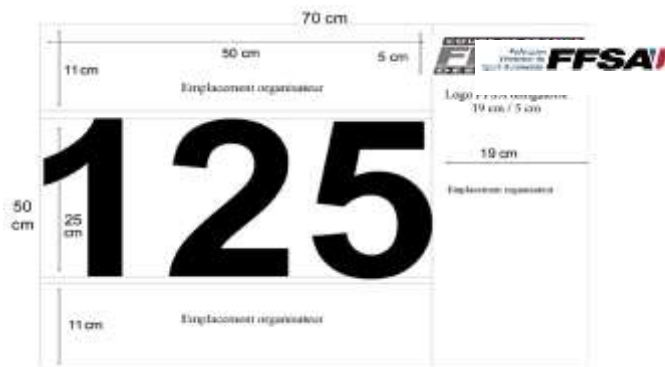 70 cm
50 cm
5 cm
11 cm
Emplacement organisateur
FFSA
Logo FFSA
19 cm / 5 cm
19 cm
Emplacement organisateur
125
50
cm
25
cm
11 cm
Emplacement organisateur